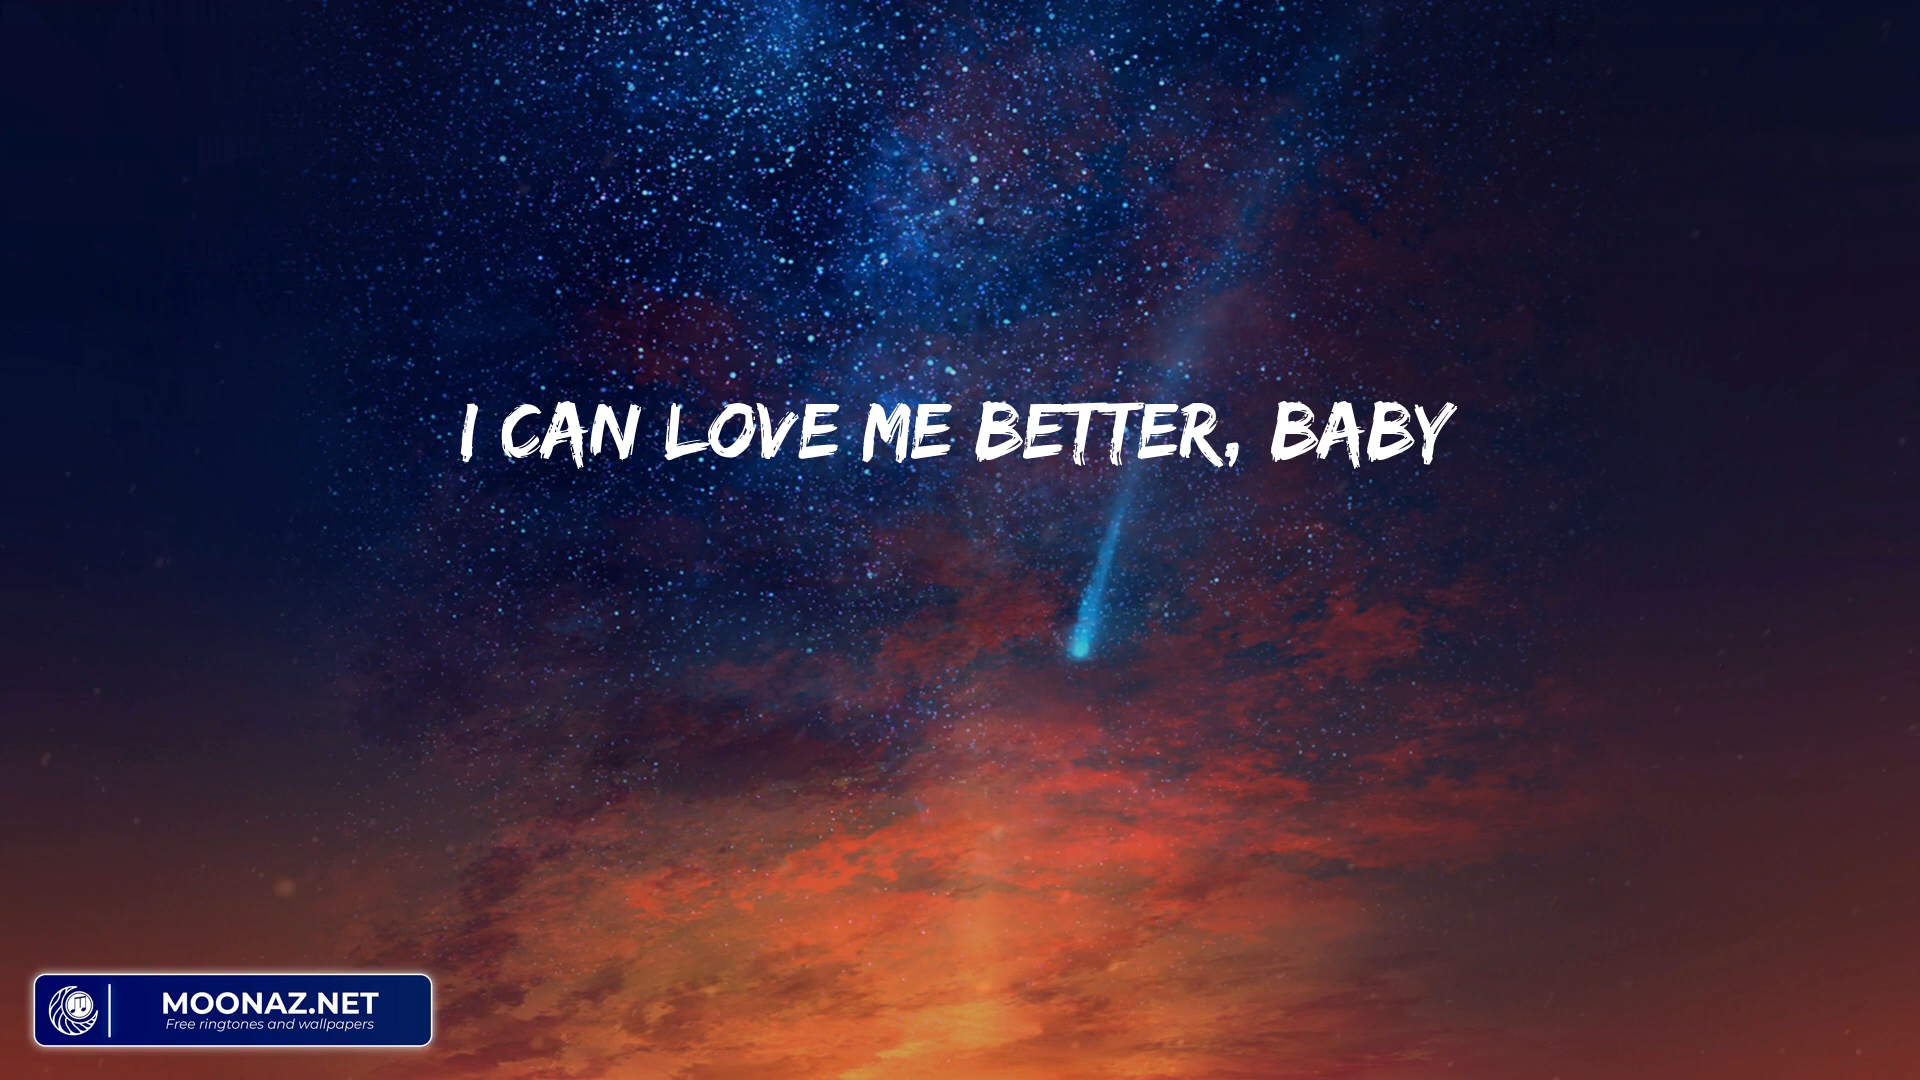 I CAN LOVE ME BETTER, BABY
MOONAZ.NET
Free ringtones and wallpapers